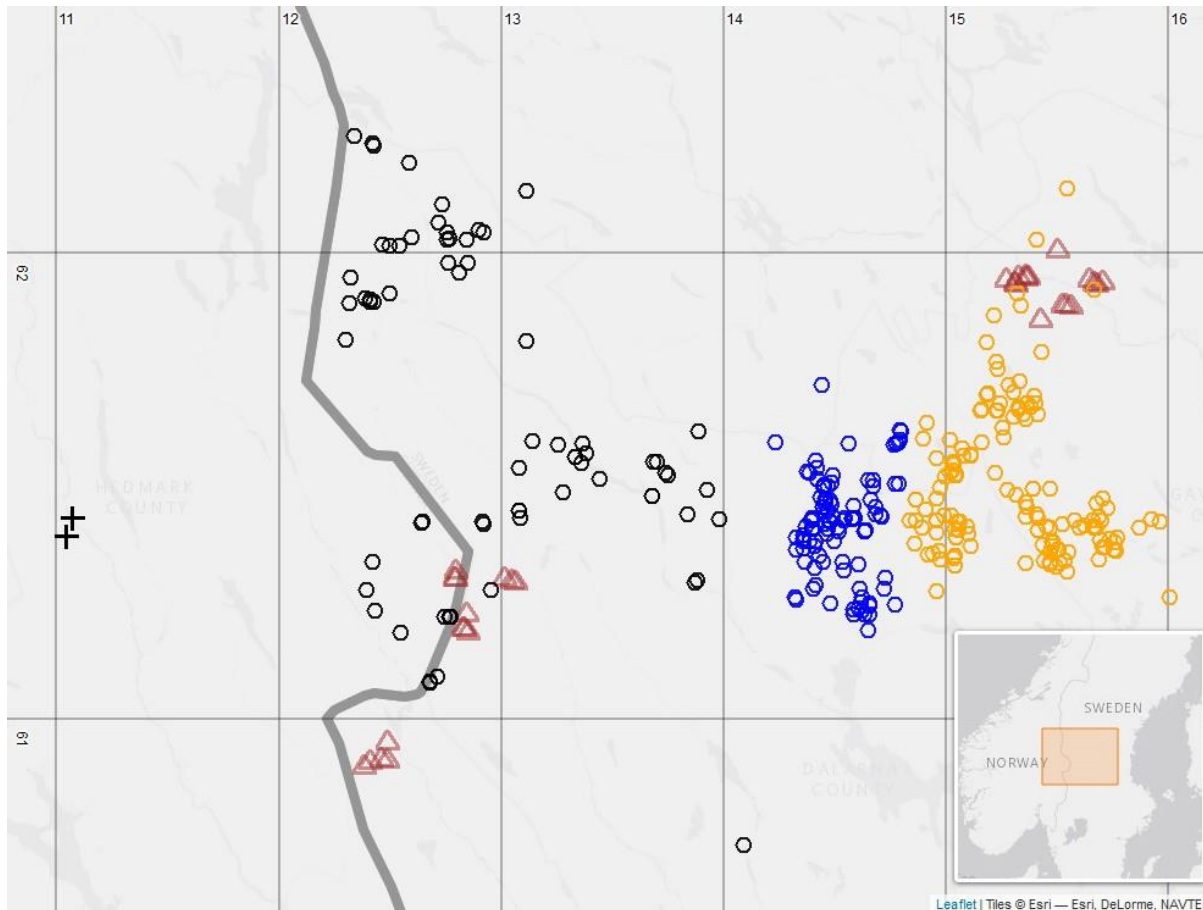 11 12 13 14 15 16
62
SWEDEN
HEDMARK
COUNTY
61
SWEDEN
NORWAY
DALARNA
COUNTY
Leaflet | Tiles © Esri — Esri, DeLorme, NAVTE